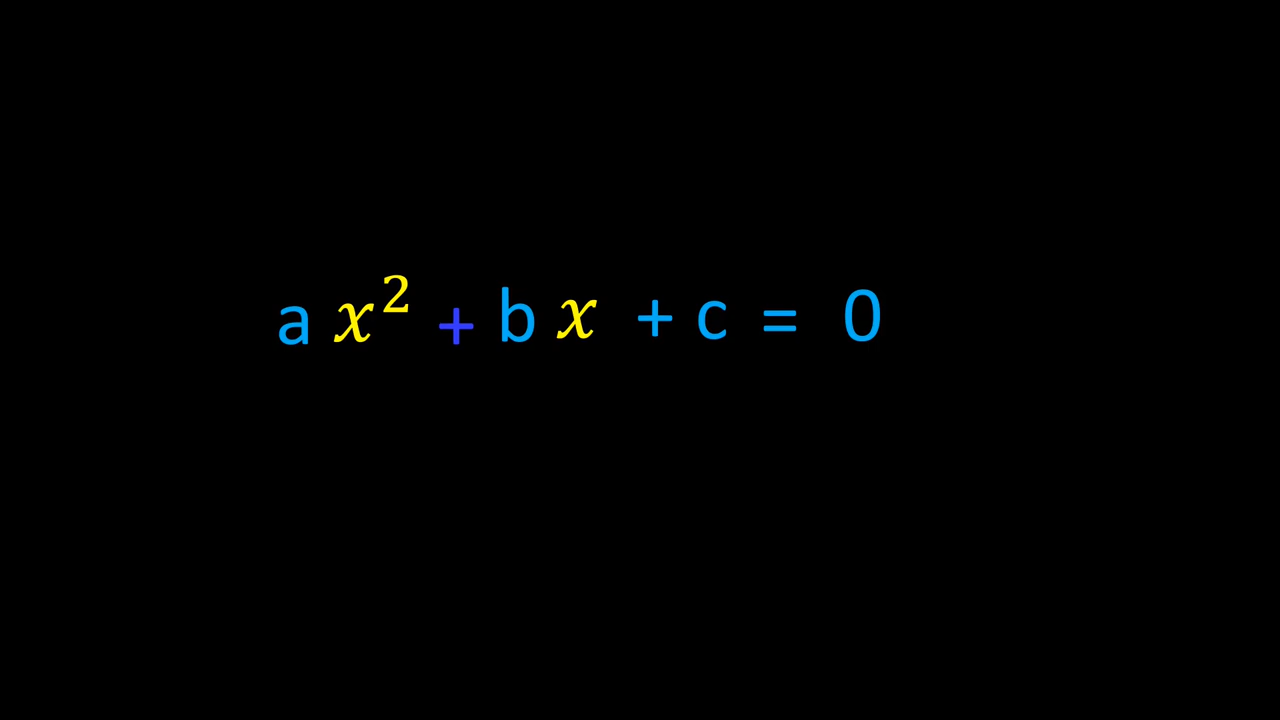 a x² + b x + c = 0